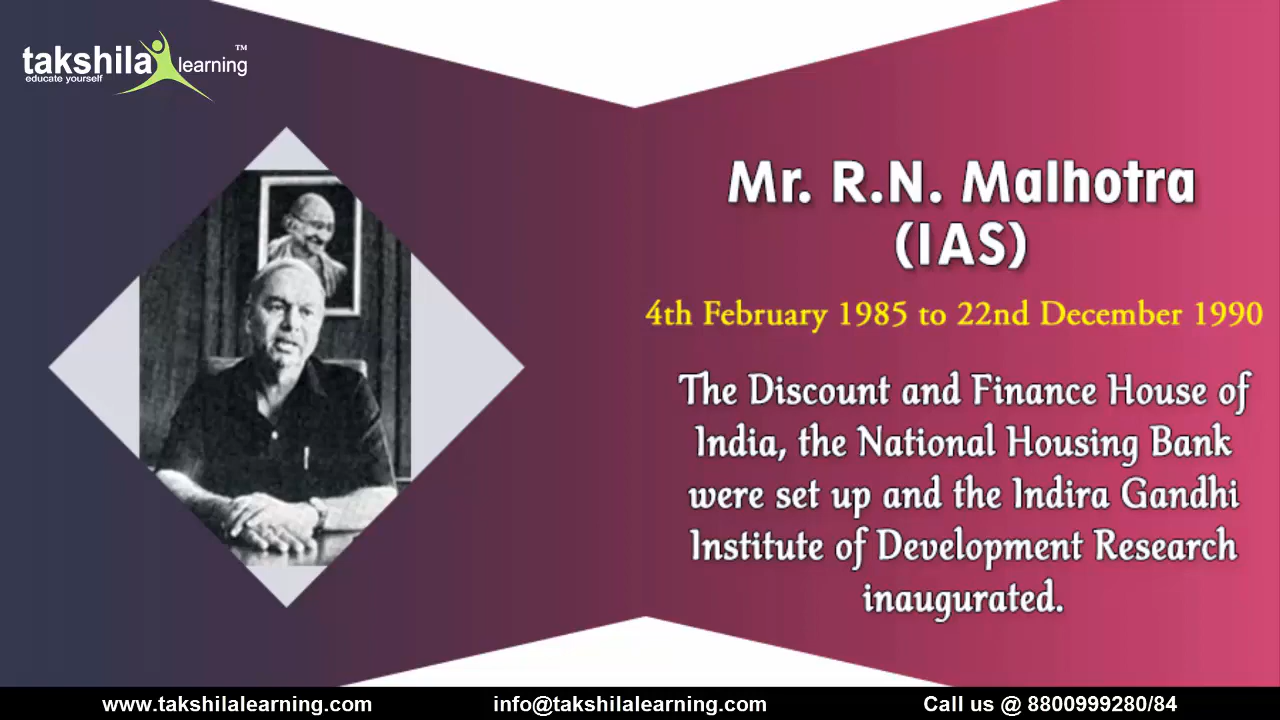 takshila learning ™
educate yourself
Mr. R.N. Malhotra
(IAS)
4th February 1985 to 22nd December 1990
The Discount and Finance House of
India, the National Housing Bank
were set up and the Indira Gandhi
Institute of Development Research
inaugurated.
www.takshilalearning.com info@takshilalearning.com Call us @ 8800999280/84